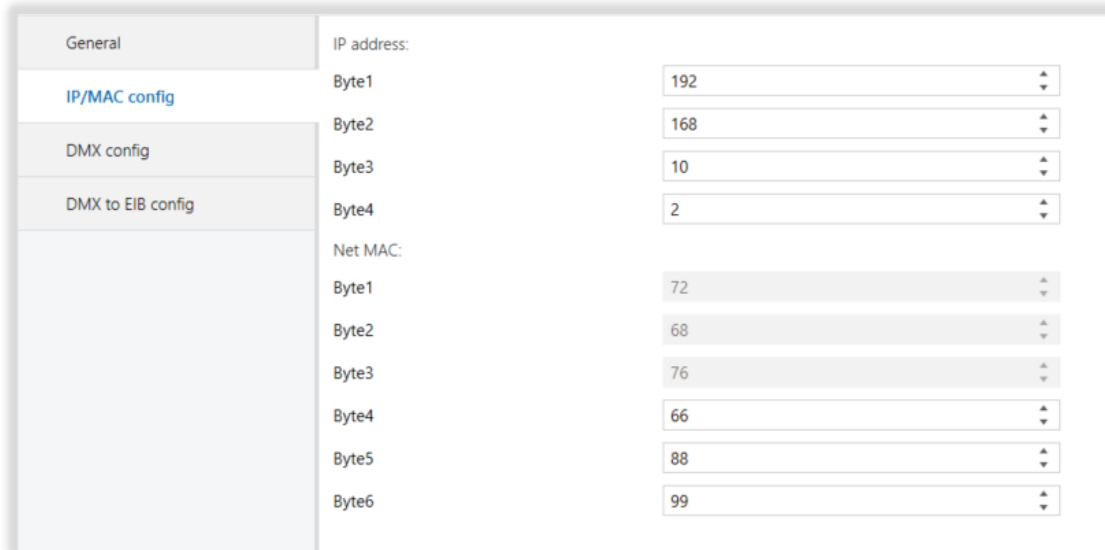 General
IP/MAC config
DMX config
DMX to EIB config
IP address:
Byte1 192
Byte2 168
Byte3 10
Byte4 2
Net MAC:
Byte1 72
Byte2 68
Byte3 76
Byte4 66
Byte5 88
Byte6 99